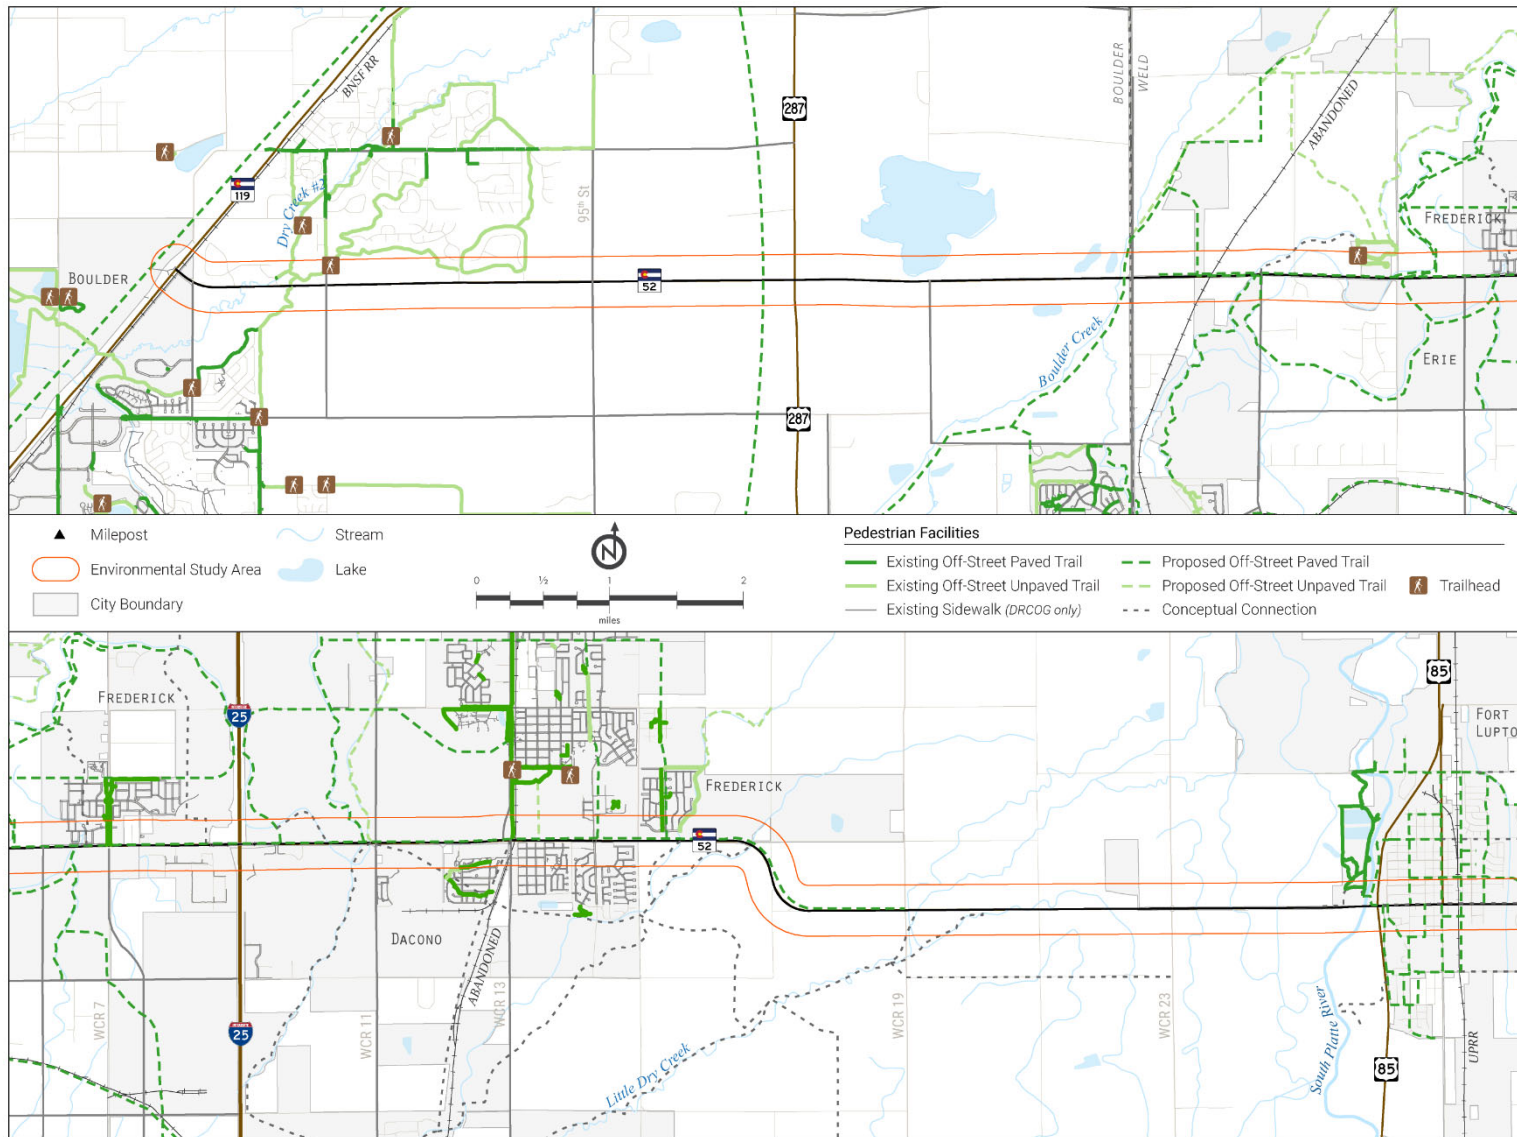 BNSF RR
BOULDER
WELD
ABANDONED
287
119
Dry Creek #2
95th St
FREDERICK
BOULDER
52
Boulder Creek
ERIE
287
Milepost
Stream
Environmental Study Area
Lake
City Boundary
N
0 ½ 1 2
miles
Pedestrian Facilities
Existing Off-Street Paved Trail
Proposed Off-Street Paved Trail
Existing Off-Street Unpaved Trail
Proposed Off-Street Unpaved Trail
Trailhead
Existing Sidewalk (DRCOG only)
Conceptual Connection
85
FREDERICK
25
FORT
LUPTO
FREDERICK
52
DACONO
ABANDONED
WCR 7
WCR 11
WCR 13
WCR 19
WCR 23
South Platte River
25
UPRR
Little Dry Creek
85